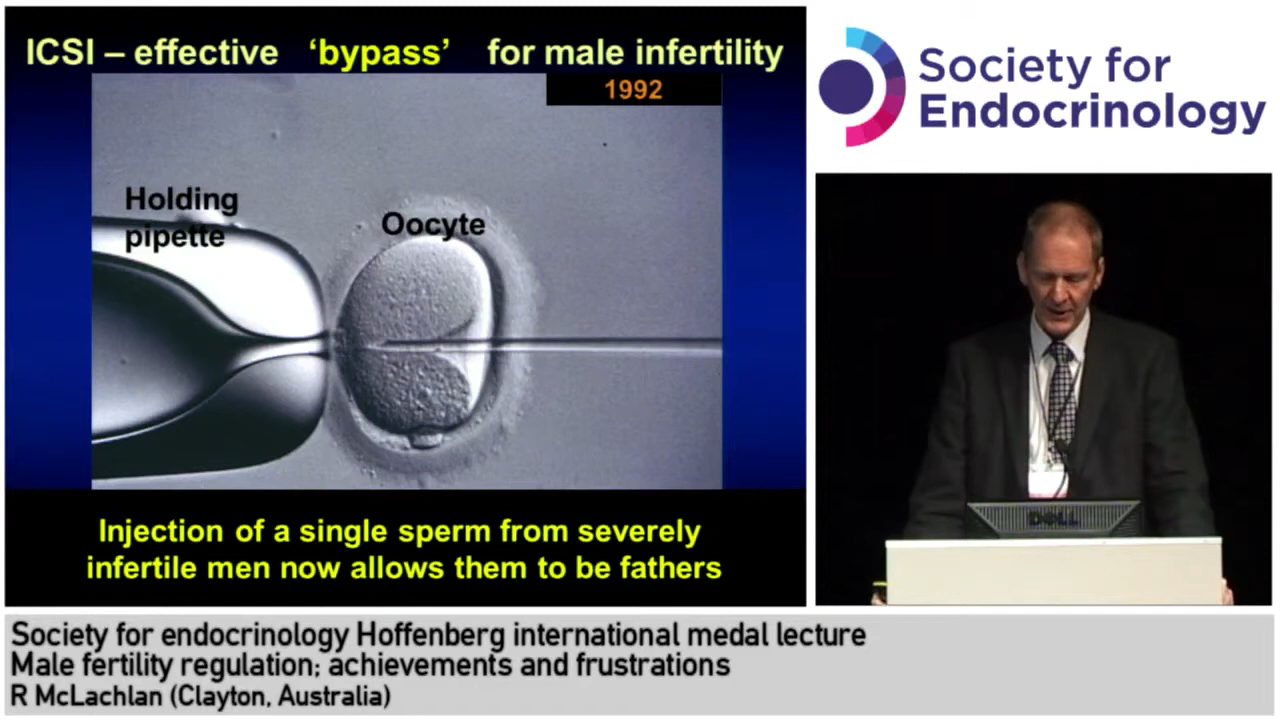 ICSI – effective ‘bypass’ for male infertility
1992
Holding
pipette
Oocyte
Injection of a single sperm from severely
infertile men now allows them to be fathers
Society for
Endocrinology
DELL
Society for endocrinology Hoffenberg international medal lecture
Male fertility regulation; achievements and frustrations
R McLachlan (Clayton, Australia)